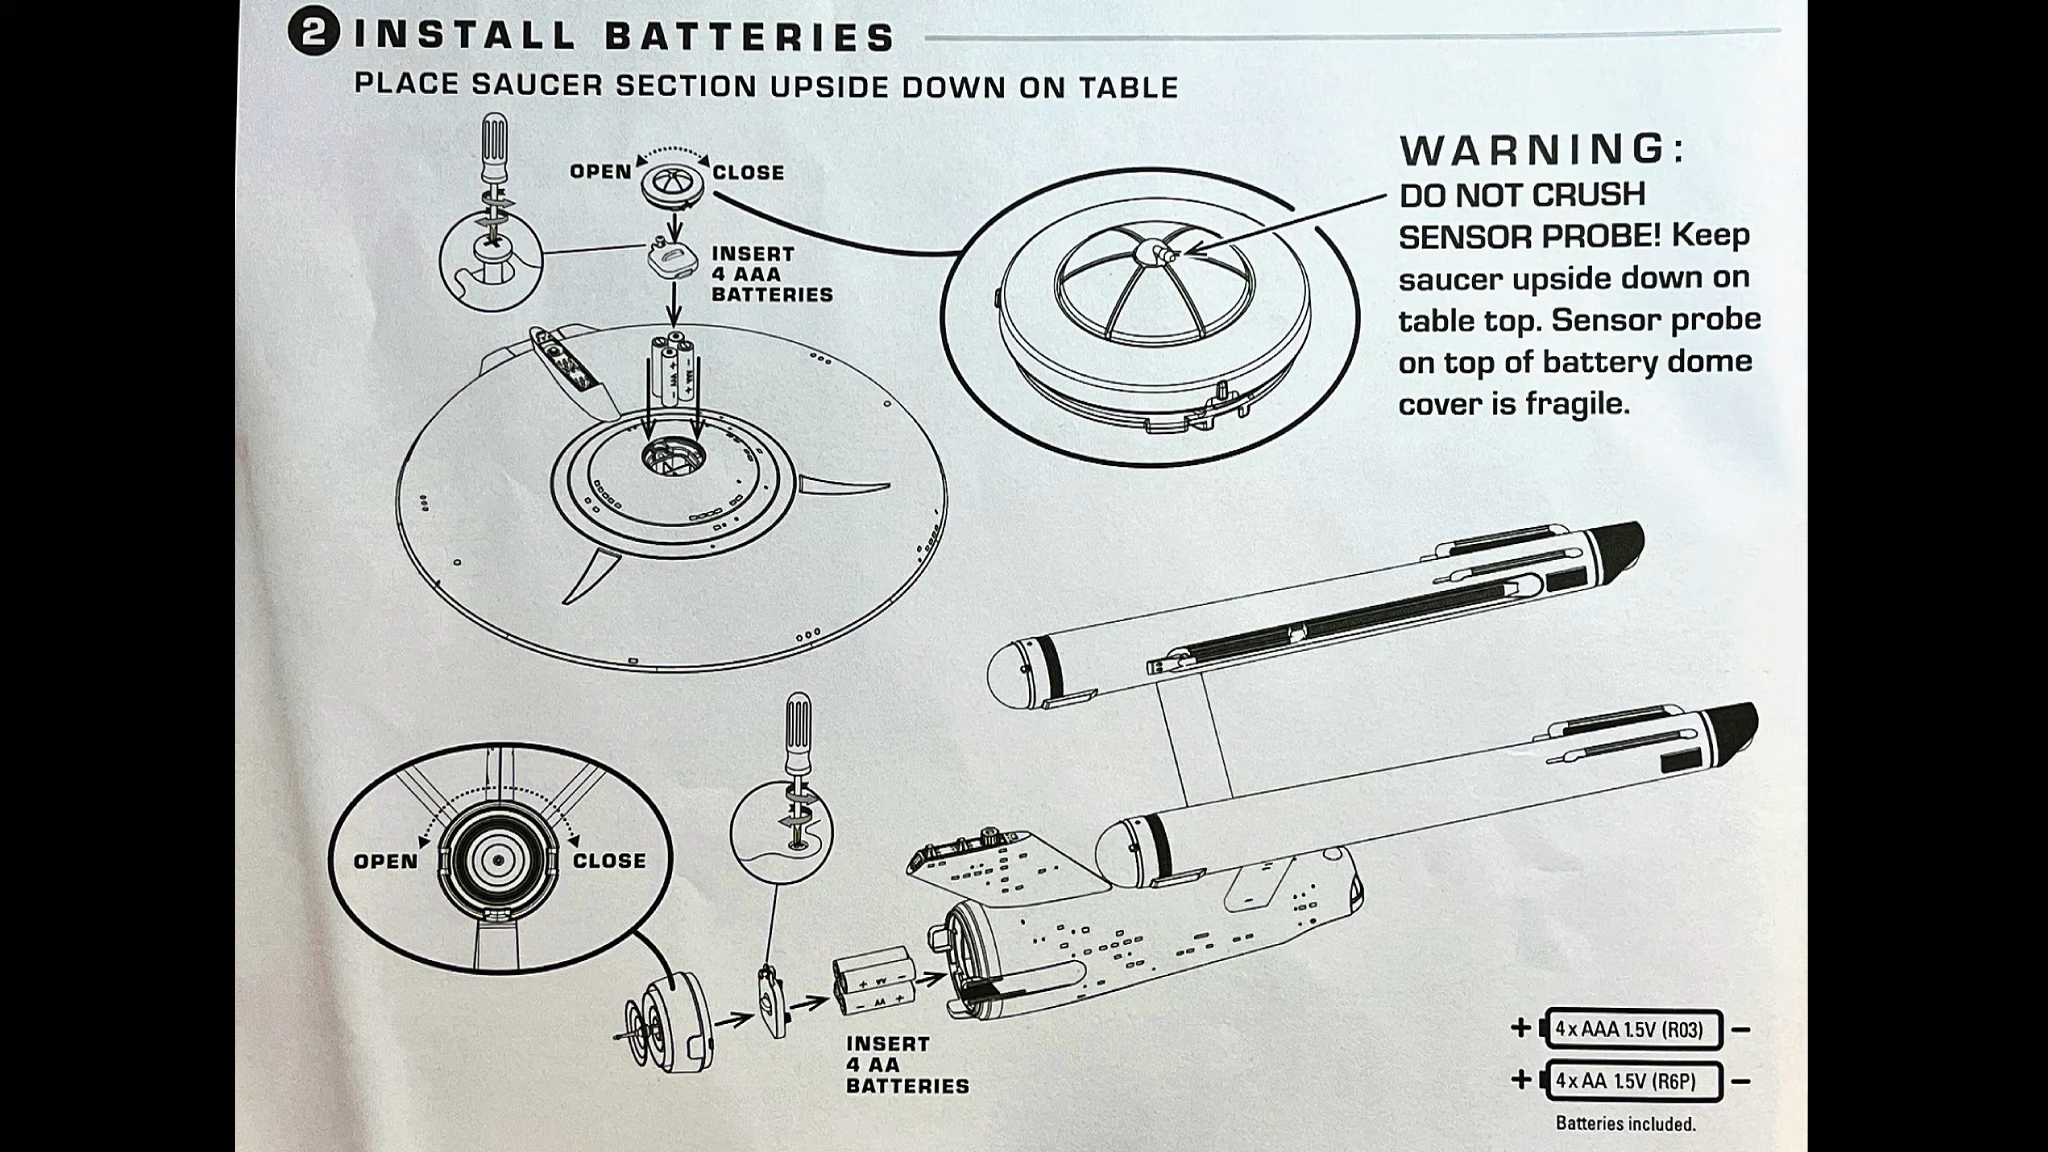 2 INSTALL BATTERIES
PLACE SAUCER SECTION UPSIDE DOWN ON TABLE
OPEN
CLOSE
INSERT
4 AAA
BATTERIES
WARNING:
DO NOT CRUSH
SENSOR PROBE! Keep
saucer upside down on
table top. Sensor probe
on top of battery dome
cover is fragile.
OPEN
CLOSE
+ AA -
- AA +
INSERT
4 AA
BATTERIES
+ 4 x AAA 1.5V (R03) -
+ 4 x AA 1.5V (R6P) -
Batteries included.